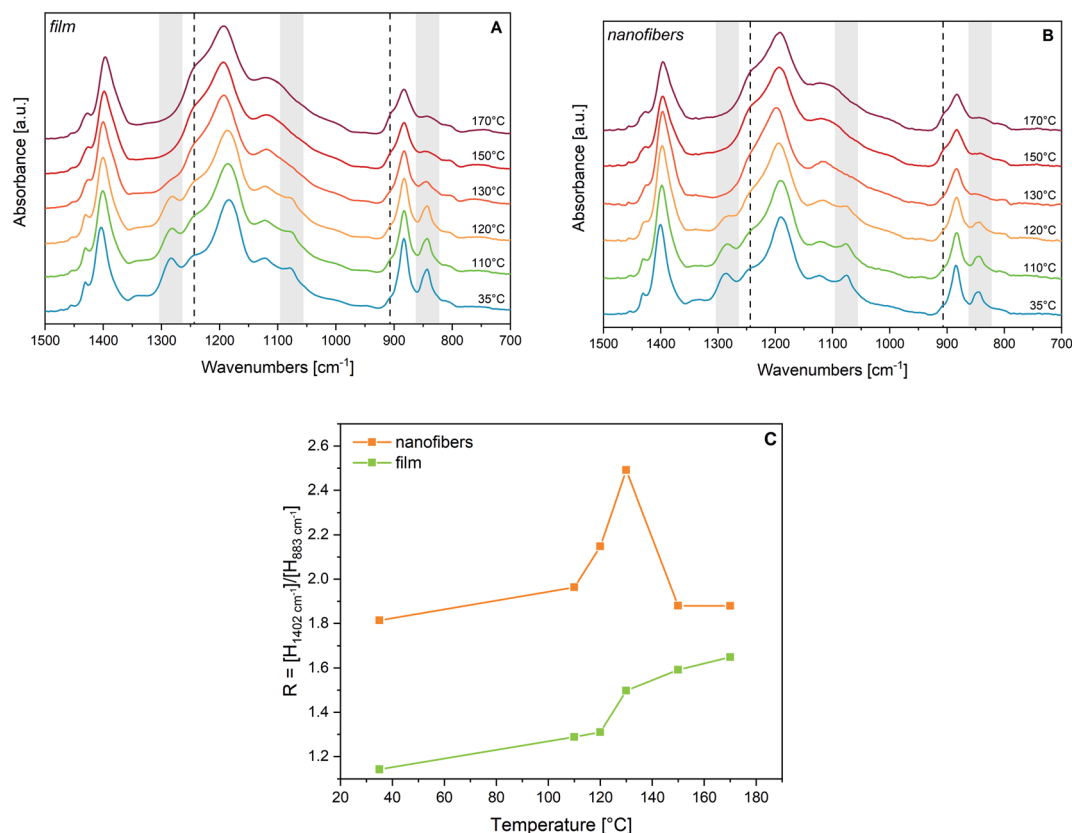 film
A
170°C
150°C
130°C
120°C
110°C
35°C
Absorbance [a.u.]
1500 1400 1300 1200 1100 1000 900 800 700
Wavenumbers [cm⁻¹]
nanofibers
B
170°C
150°C
130°C
120°C
110°C
35°C
Absorbance [a.u.]
1500 1400 1300 1200 1100 1000 900 800 700
Wavenumbers [cm⁻¹]
nanofibers
film
C
2.6
2.4
2.2
2.0
1.8
1.6
1.4
1.2
R = [H1402 cm⁻¹]/[H883 cm⁻¹]
20 40 60 80 100 120 140 160 180
Temperature [°C]